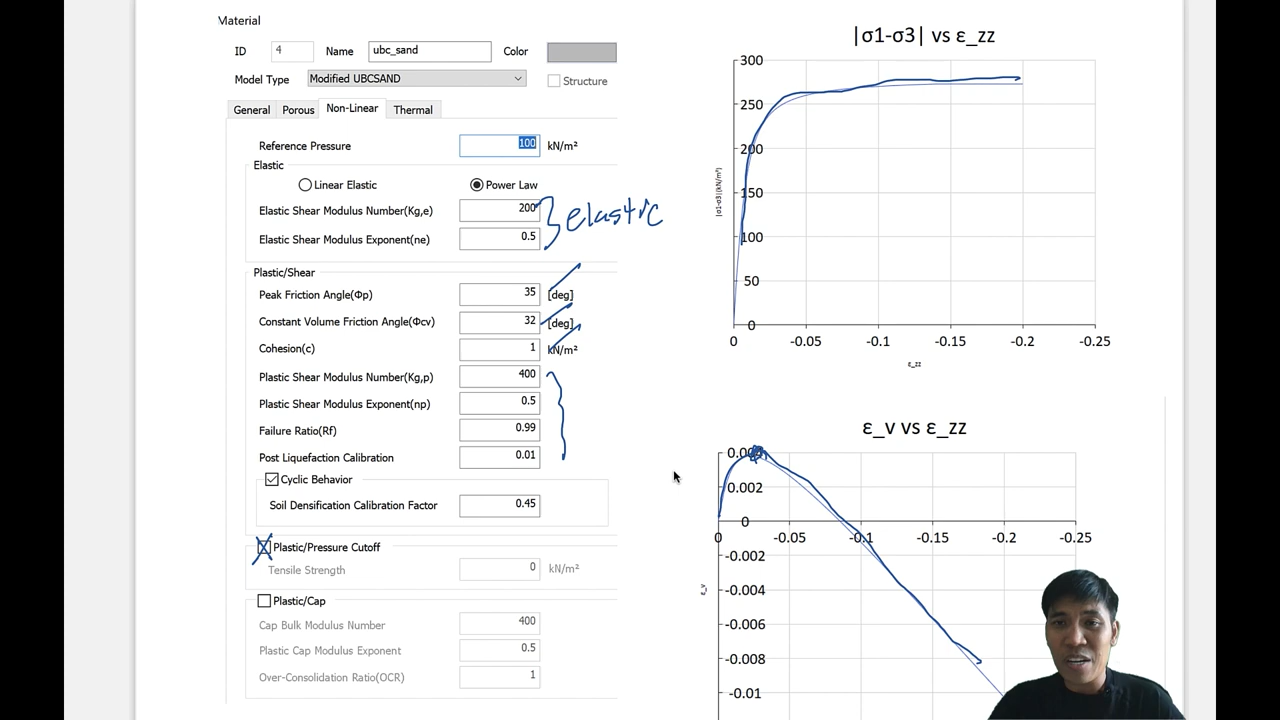 Material
ID 4 Name ubc_sand Color
Model Type Modified UBCSAND Structure
General Porous Non-Linear Thermal
Reference Pressure 100 kN/m²
Elastic
Linear Elastic Power Law
Elastic Shear Modulus Number(Kg,e) 200
Elastic Shear Modulus Exponent(ne) 0.5
elastic
Plastic/Shear
Peak Friction Angle(Φp) 35 [deg]
Constant Volume Friction Angle(Φcv) 32 [deg]
Cohesion(c) 1 kN/m²
Plastic Shear Modulus Number(Kg,p) 400
Plastic Shear Modulus Exponent(np) 0.5
Failure Ratio(Rf) 0.99
Post Liquefaction Calibration 0.01
Cyclic Behavior
Soil Densification Calibration Factor 0.45
Plastic/Pressure Cutoff
Tensile Strength 0 kN/m²
Plastic/Cap
Cap Bulk Modulus Number 400
Plastic Cap Modulus Exponent 0.5
Over-Consolidation Ratio(OCR) 1
|σ1-σ3| vs ε_zz
300
250
200
150
100
50
0
0 -0.05 -0.1 -0.15 -0.2 -0.25
|σ1-σ3|(kN/m²)
ε_zz
ε_v vs ε_zz
0.004
0.002
0
0 -0.05 -0.1 -0.15 -0.2 -0.25
-0.002
-0.004
-0.006
-0.008
-0.01
ε_v